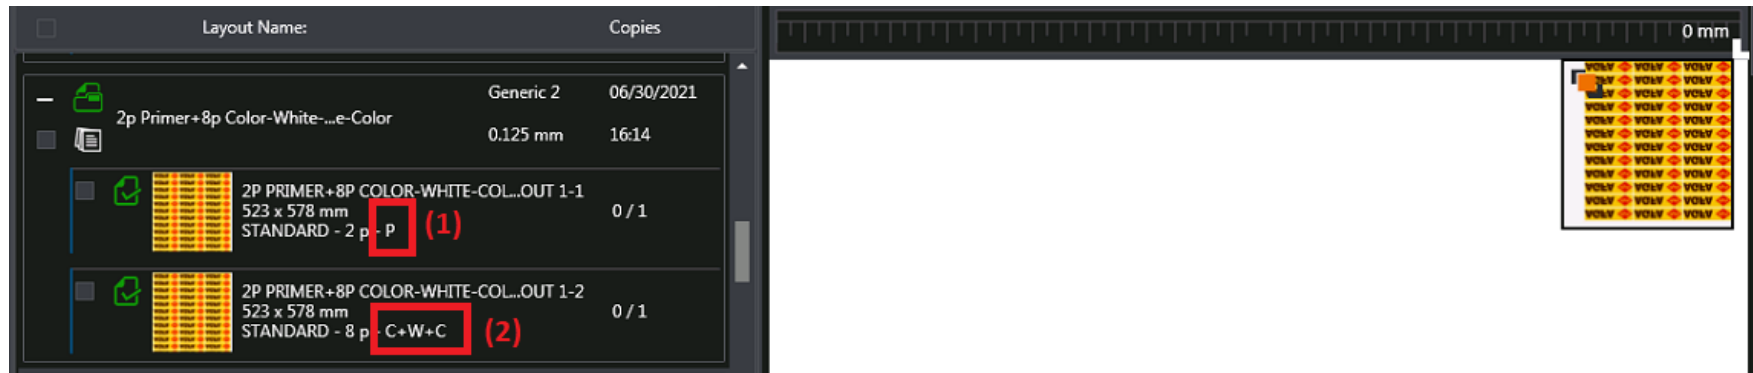 Layout Name: Copies
0 mm
Generic 2 06/30/2021
2p Primer+8p Color-White-...e-Color
0.125 mm 16:14
2P PRIMER+8P COLOR-WHITE-COL...OUT 1-1
523 x 578 mm
0 / 1
STANDARD - 2 p - P
(1)
2P PRIMER+8P COLOR-WHITE-COL...OUT 1-2
523 x 578 mm
0 / 1
STANDARD - 8 p - C+W+C
(2)